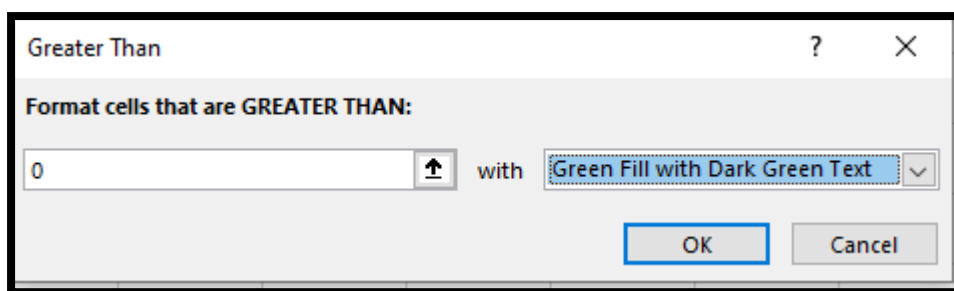 Greater Than ?
Format cells that are GREATER THAN:
0 with Green Fill with Dark Green Text
OK Cancel